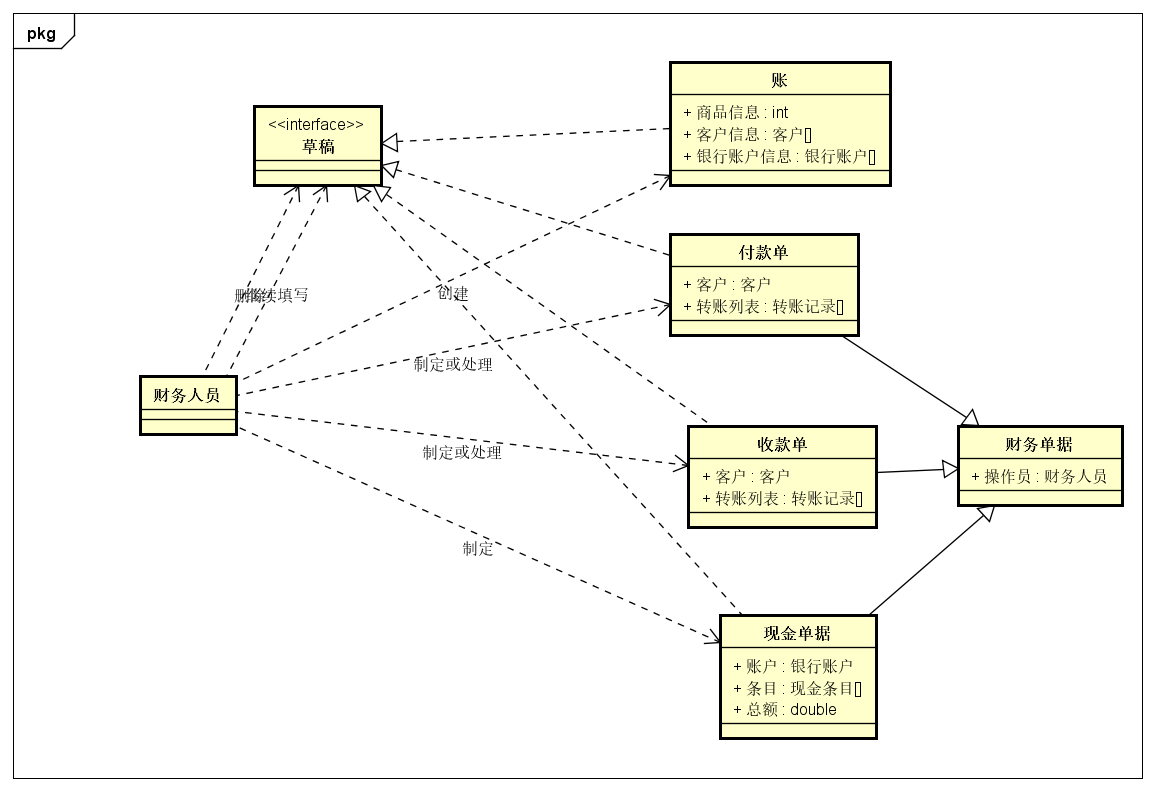 pkg
<<interface>>
草稿
账
+ 商品信息 : int
+ 客户信息 : 客户[]
+ 银行账户信息 : 银行账户[]
付款单
+ 客户 : 客户
+ 转账列表 : 转账记录[]
删除
继续填写
创建
制定或处理
财务人员
制定或处理
收款单
+ 客户 : 客户
+ 转账列表 : 转账记录[]
财务单据
+ 操作员 : 财务人员
制定
现金单据
+ 账户 : 银行账户
+ 条目 : 现金条目[]
+ 总额 : double